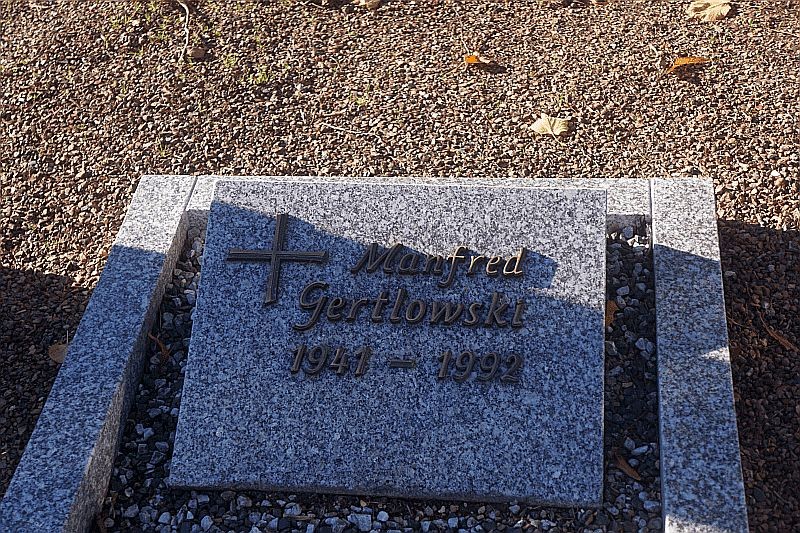 Manfred
Gertlowski
1941 – 1992